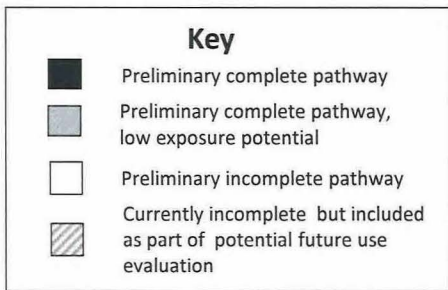 Key
Preliminary complete pathway
Preliminary complete pathway,
low exposure potential
Preliminary incomplete pathway
Currently incomplete but included
as part of potential future use
evaluation